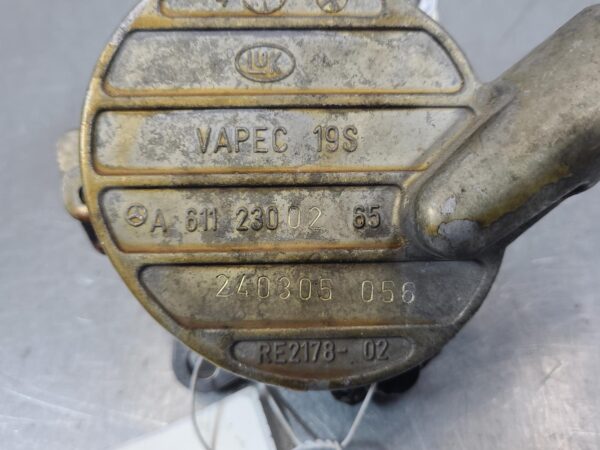 LUK
VAPEC 19S
A 611 230 02 65
240305 056
RE2178- 02